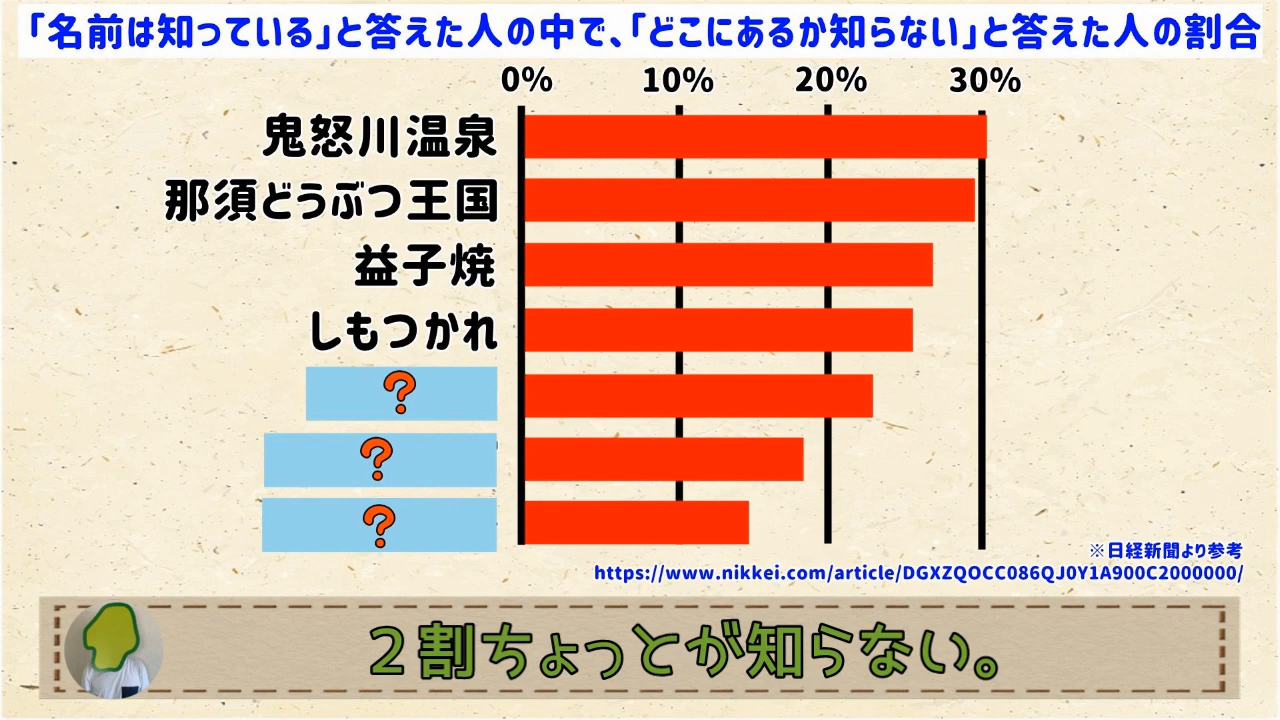 「名前は知っている」と答えた人の中で、「どこにあるか知らない」と答えた人の割合
0% 10% 20% 30%
鬼怒川温泉
那須どうぶつ王国
益子焼
しもつかれ
?
?
?
※日経新聞より参考
https://www.nikkei.com/article/DGXZQOCC086QJ0Y1A900C2000000/
2割ちょっとが知らない。